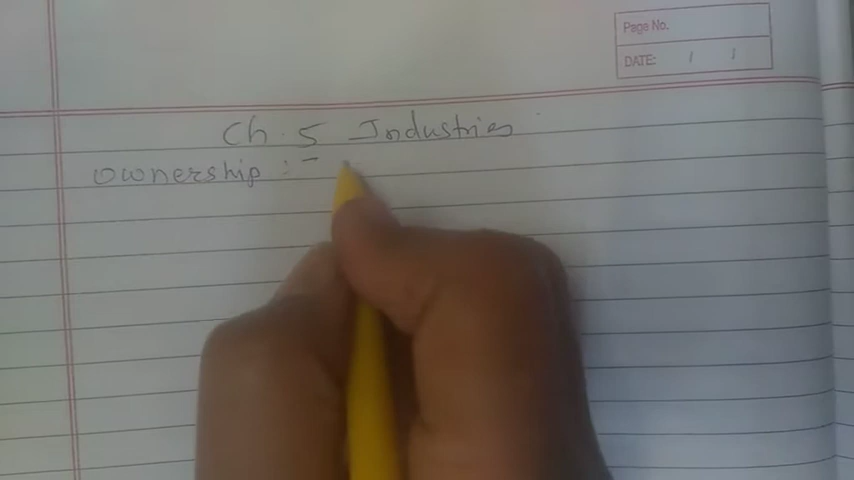 Page No.
DATE: / /
Ch. 5 Industries
Ownership :-